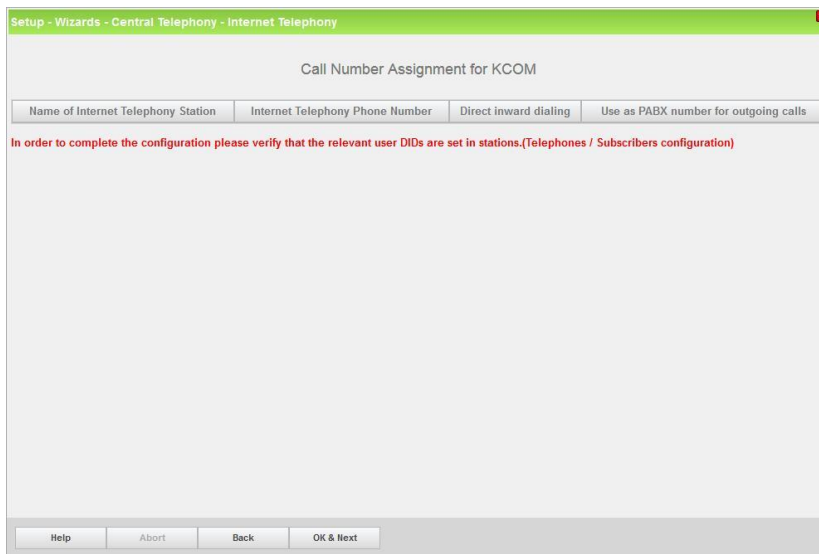 Setup - Wizards - Central Telephony - Internet Telephony
Call Number Assignment for KCOM
Name of Internet Telephony Station Internet Telephony Phone Number Direct inward dialing Use as PABX number for outgoing calls
In order to complete the configuration please verify that the relevant user DIDs are set in stations.(Telephones / Subscribers configuration)
Help Abort Back OK & Next